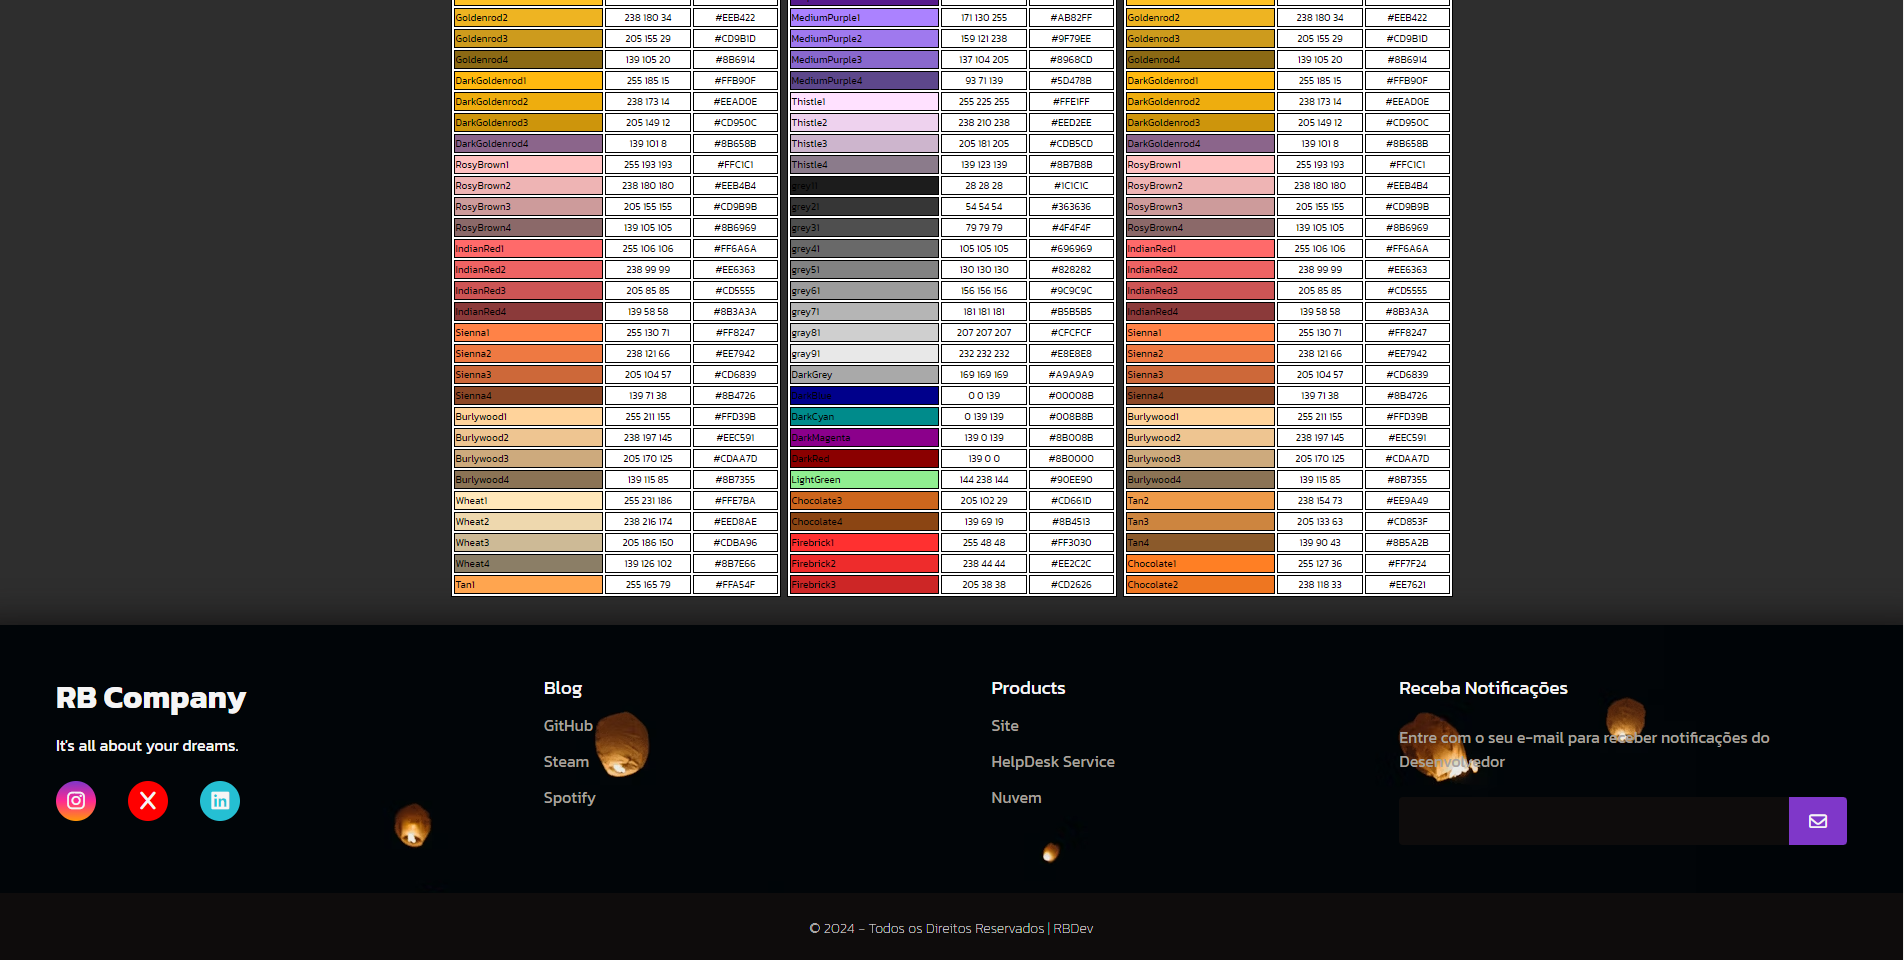 Goldenrod2 238 180 34 #EEB422 MediumPurple1 171 130 255 #AB82FF Goldenrod2 238 180 34 #EEB422
Goldenrod3 205 155 29 #CD9B1D MediumPurple2 159 121 238 #9F79EE Goldenrod3 205 155 29 #CD9B1D
Goldenrod4 139 105 20 #8B6914 MediumPurple3 137 104 205 #8968CD Goldenrod4 139 105 20 #8B6914
DarkGoldenrod1 255 185 15 #FFB90F MediumPurple4 93 71 139 #5D478B DarkGoldenrod1 255 185 15 #FFB90F
DarkGoldenrod2 238 173 14 #EEAD0E Thistle1 255 225 255 #FFE1FF DarkGoldenrod2 238 173 14 #EEAD0E
DarkGoldenrod3 205 149 12 #CD950C Thistle2 238 210 238 #EED2EE DarkGoldenrod3 205 149 12 #CD950C
DarkGoldenrod4 139 101 8 #8B658B Thistle3 205 181 205 #CDB5CD DarkGoldenrod4 139 101 8 #8B658B
RosyBrown1 255 193 193 #FFC1C1 Thistle4 139 123 139 #8B7B8B RosyBrown1 255 193 193 #FFC1C1
RosyBrown2 238 180 180 #EEB4B4 grey11 28 28 28 #1C1C1C RosyBrown2 238 180 180 #EEB4B4
RosyBrown3 205 155 155 #CD9B9B grey21 54 54 54 #363636 RosyBrown3 205 155 155 #CD9B9B
RosyBrown4 139 105 105 #8B6969 grey31 79 79 79 #4F4F4F RosyBrown4 139 105 105 #8B6969
IndianRed1 255 106 106 #FF6A6A grey41 105 105 105 #696969 IndianRed1 255 106 106 #FF6A6A
IndianRed2 238 99 99 #EE6363 grey51 130 130 130 #828282 IndianRed2 238 99 99 #EE6363
IndianRed3 205 85 85 #CD5555 grey61 156 156 156 #9C9C9C IndianRed3 205 85 85 #CD5555
IndianRed4 139 58 58 #8B3A3A grey71 181 181 181 #B5B5B5 IndianRed4 139 58 58 #8B3A3A
Sienna1 255 130 71 #FF8247 gray81 207 207 207 #CFCFCF Sienna1 255 130 71 #FF8247
Sienna2 238 121 66 #EE7942 gray91 232 232 232 #E8E8E8 Sienna2 238 121 66 #EE7942
Sienna3 205 104 57 #CD6839 DarkGrey 169 169 169 #A9A9A9 Sienna3 205 104 57 #CD6839
Sienna4 139 71 38 #8B4726 DarkBlue 0 0 139 #00008B Sienna4 139 71 38 #8B4726
Burlywood1 255 211 155 #FFD39B DarkCyan 0 139 139 #008B8B Burlywood1 255 211 155 #FFD39B
Burlywood2 238 197 145 #EEC591 DarkMagenta 139 0 139 #8B008B Burlywood2 238 197 145 #EEC591
Burlywood3 205 170 125 #CDAA7D DarkRed 139 0 0 #8B0000 Burlywood3 205 170 125 #CDAA7D
Burlywood4 139 115 85 #8B7355 LightGreen 144 238 144 #90EE90 Burlywood4 139 115 85 #8B7355
Wheat1 255 231 186 #FFE7BA Chocolate3 205 102 29 #CD661D Tan2 238 154 73 #EE9A49
Wheat2 238 216 174 #EED8AE Chocolate4 139 69 19 #8B4513 Tan3 205 133 63 #CD853F
Wheat3 205 186 150 #CDBA96 Firebrick1 255 48 48 #FF3030 Tan4 139 90 43 #8B5A2B
Wheat4 139 126 102 #8B7E66 Firebrick2 238 44 44 #EE2C2C Chocolate1 255 127 36 #FF7F24
Tan1 255 165 79 #FFA54F Firebrick3 205 38 38 #CD2626 Chocolate2 238 118 33 #EE7621
RB Company
It's all about your dreams.
Blog
GitHub
Steam
Spotify
Products
Site
HelpDesk Service
Nuvem
Receba Notificações
Entre com o seu e-mail para receber notificações do
Desenvolvedor
© 2024 - Todos os Direitos Reservados | RBDev